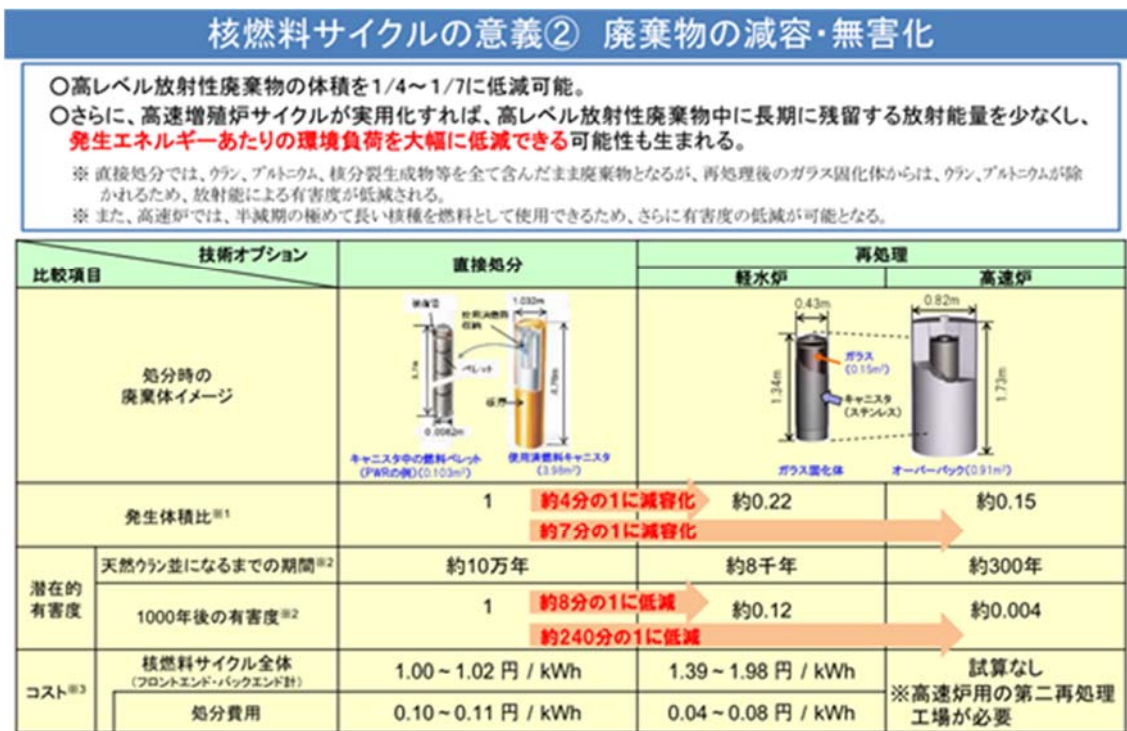 核燃料サイクルの意義② 廃棄物の減容・無害化
○高レベル放射性廃棄物の体積を1/4～1/7に低減可能。
○さらに、高速増殖炉サイクルが実用化すれば、高レベル放射性廃棄物中に長期に残留する放射能量を少なくし、
発生エネルギーあたりの環境負荷を大幅に低減できる可能性も生まれる。
※ 直接処分では、ウラン、プルトニウム、核分裂生成物等を全て含んだまま廃棄物となるが、再処理後のガラス固化体からは、ウラン、プルトニウムが除
かれるため、放射能による有害度が低減される。
※ また、高速炉では、半減期の極めて長い核種を燃料として使用できるため、さらに有害度の低減が可能となる。
技術オプション
比較項目
直接処分
再処理
軽水炉
高速炉
処分時の
廃棄体イメージ
1.032m
ペレット
4.76m
0.0082m
キャニスタ中の燃料ペレット
(PWRの例)(0.103m³)
使用済燃料キャニスタ
(3.98m³)
0.43m
0.82m
ガラス
(0.15m³)
1.34m
キャニスタ
(ステンレス)
1.73m
ガラス固化体
オーバーパック(0.91m³)
発生体積比※1
1
約4分の1に減容化
約0.22
約0.15
約7分の1に減容化
潜在的
有害度
天然ウラン並になるまでの期間※2
約10万年
約8千年
約300年
1000年後の有害度※2
1
約8分の1に低減
約0.12
約0.004
約240分の1に低減
コスト※3
核燃料サイクル全体
(フロントエンド・バックエンド計)
1.00～1.02 円 / kWh
1.39～1.98 円 / kWh
試算なし
※高速炉用の第二再処理
工場が必要
処分費用
0.10～0.11 円 / kWh
0.04～0.08 円 / kWh